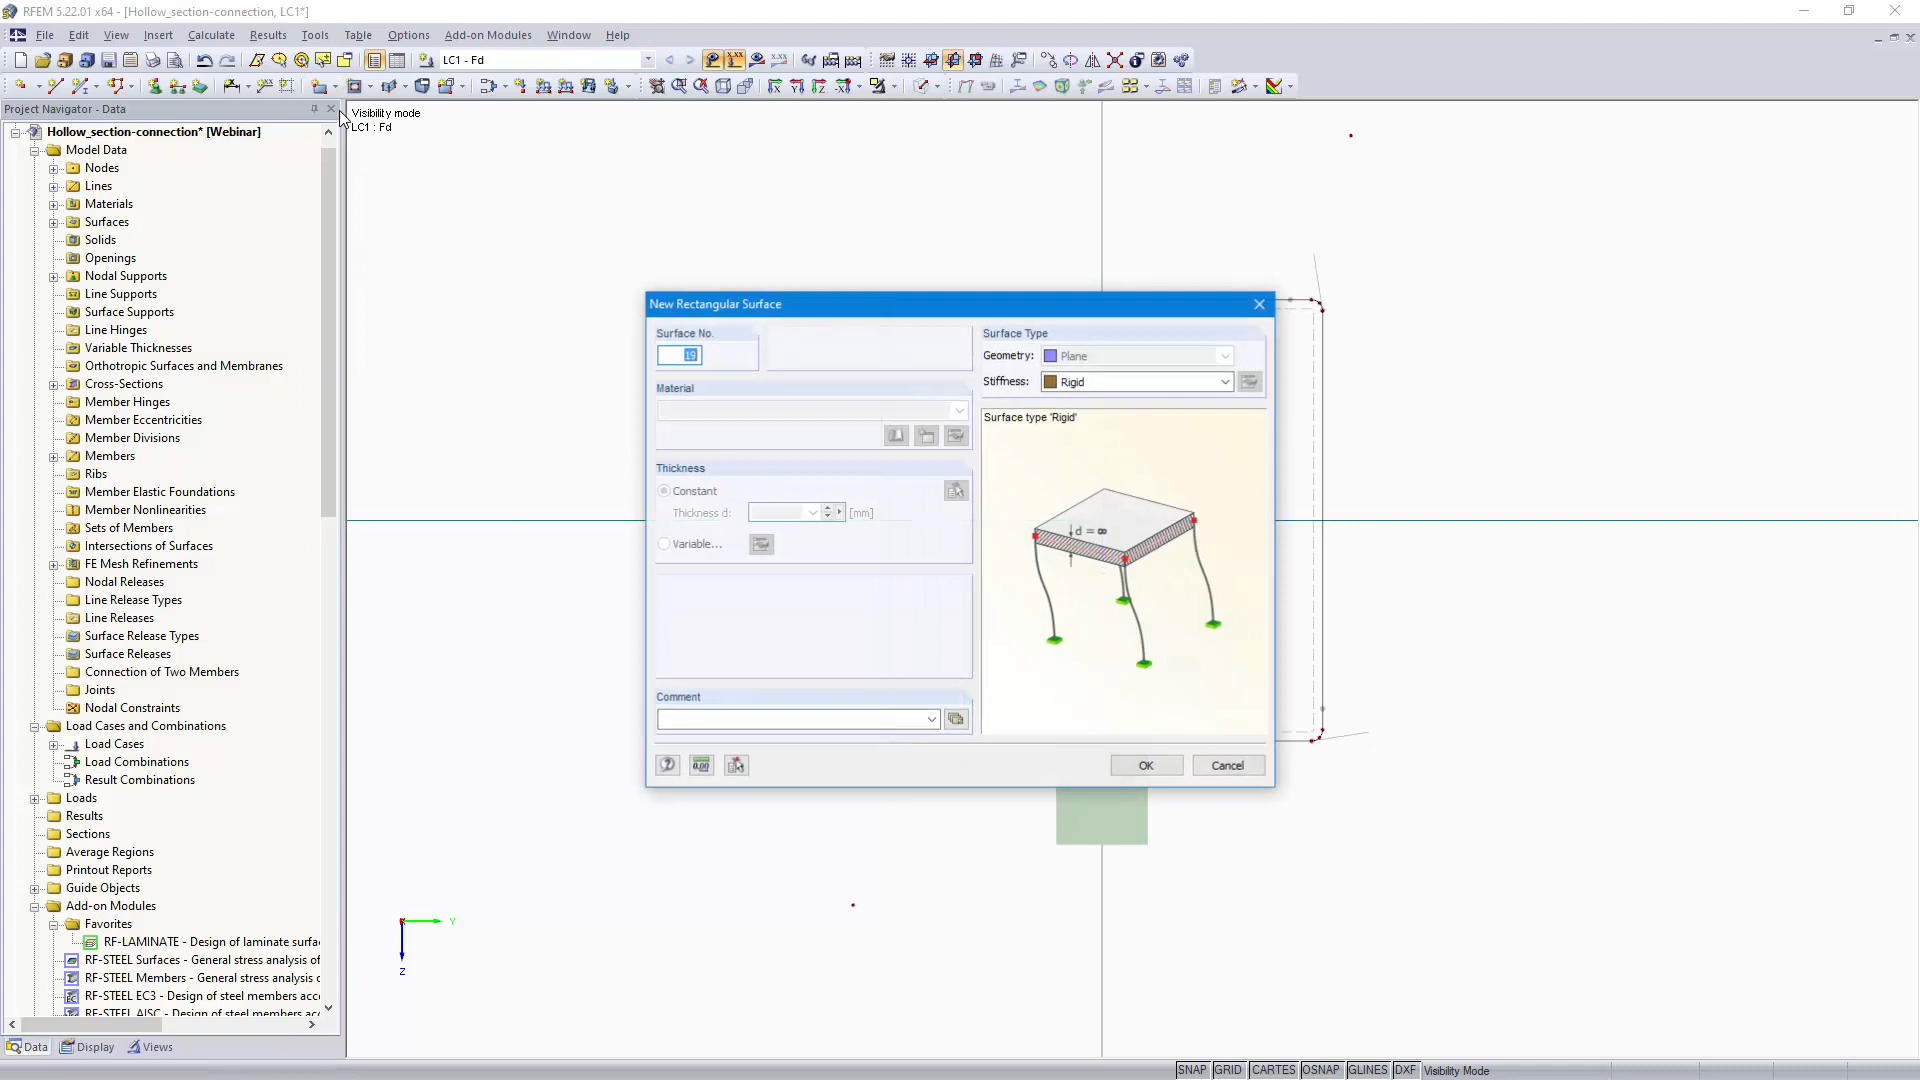 RFEM 5.22.01 x64 - [Hollow_section-connection, LC1*]
File Edit View Insert Calculate Results Tools Table Options Add-on Modules Window Help
LC1 - Fd
Project Navigator - Data
Visibility mode
LC1 : Fd
Hollow_section-connection* [Webinar]
Model Data
Nodes
Lines
Materials
Surfaces
Solids
Openings
Nodal Supports
Line Supports
Surface Supports
Line Hinges
Variable Thicknesses
Orthotropic Surfaces and Membranes
Cross-Sections
Member Hinges
Member Eccentricities
Member Divisions
Members
Ribs
Member Elastic Foundations
Member Nonlinearities
Sets of Members
Intersections of Surfaces
FE Mesh Refinements
Nodal Releases
Line Release Types
Line Releases
Surface Release Types
Surface Releases
Connection of Two Members
Joints
Nodal Constraints
Load Cases and Combinations
Load Cases
Load Combinations
Result Combinations
Loads
Results
Sections
Average Regions
Printout Reports
Guide Objects
Add-on Modules
Favorites
RF-LAMINATE - Design of laminate surfa
RF-STEEL Surfaces - General stress analysis of
RF-STEEL Members - General stress analysis c
RF-STEEL EC3 - Design of steel members acc
RF-STEEL AISC - Design of steel members acc
Data Display Views
New Rectangular Surface
Surface No.
19
Material
Thickness
Constant
Thickness d: [mm]
Variable...
Comment
Surface Type
Geometry: Plane
Stiffness: Rigid
Surface type 'Rigid'
d = ∞
OK Cancel
Y
Z
SNAP GRID CARTES OSNAP GLINES DXF Visibility Mode